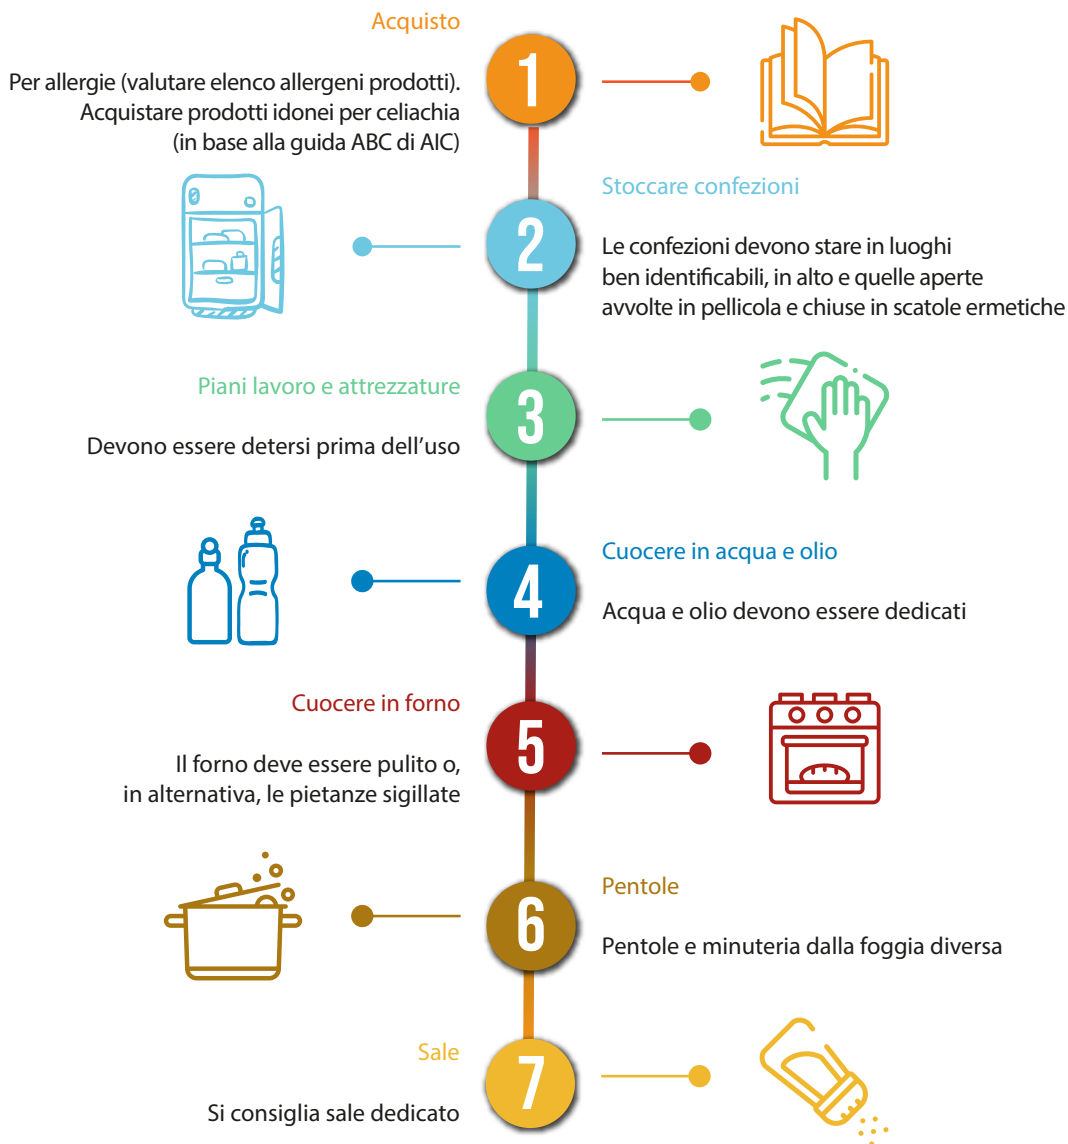 Acquisto
1
Per allergie (valutare elenco allergeni prodotti).
Acquistare prodotti idonei per celiachia
(in base alla guida ABC di AIC)
Stoccare confezioni
2
Le confezioni devono stare in luoghi
ben identificabili, in alto e quelle aperte
avvolte in pellicola e chiuse in scatole ermetiche
Piani lavoro e attrezzature
3
Devono essere detersi prima dell’uso
Cuocere in acqua e olio
4
Acqua e olio devono essere dedicati
Cuocere in forno
5
Il forno deve essere pulito o,
in alternativa, le pietanze sigillate
Pentole
6
Pentole e minuteria dalla foggia diversa
Sale
7
Si consiglia sale dedicato